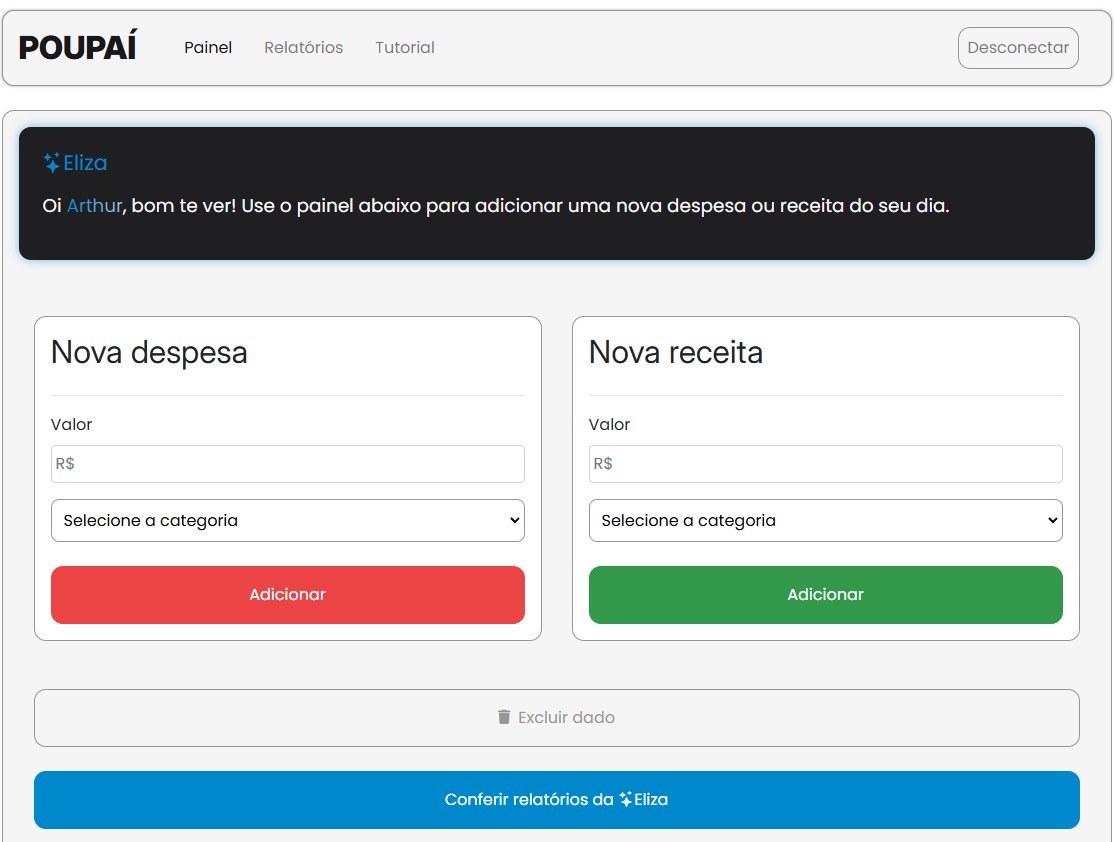 POUPAÍ Painel Relatórios Tutorial Desconectar
Eliza
Oi Arthur, bom te ver! Use o painel abaixo para adicionar uma nova despesa ou receita do seu dia.
Nova despesa
Valor
R$
Selecione a categoria
Adicionar
Nova receita
Valor
R$
Selecione a categoria
Adicionar
Excluir dado
Conferir relatórios da Eliza